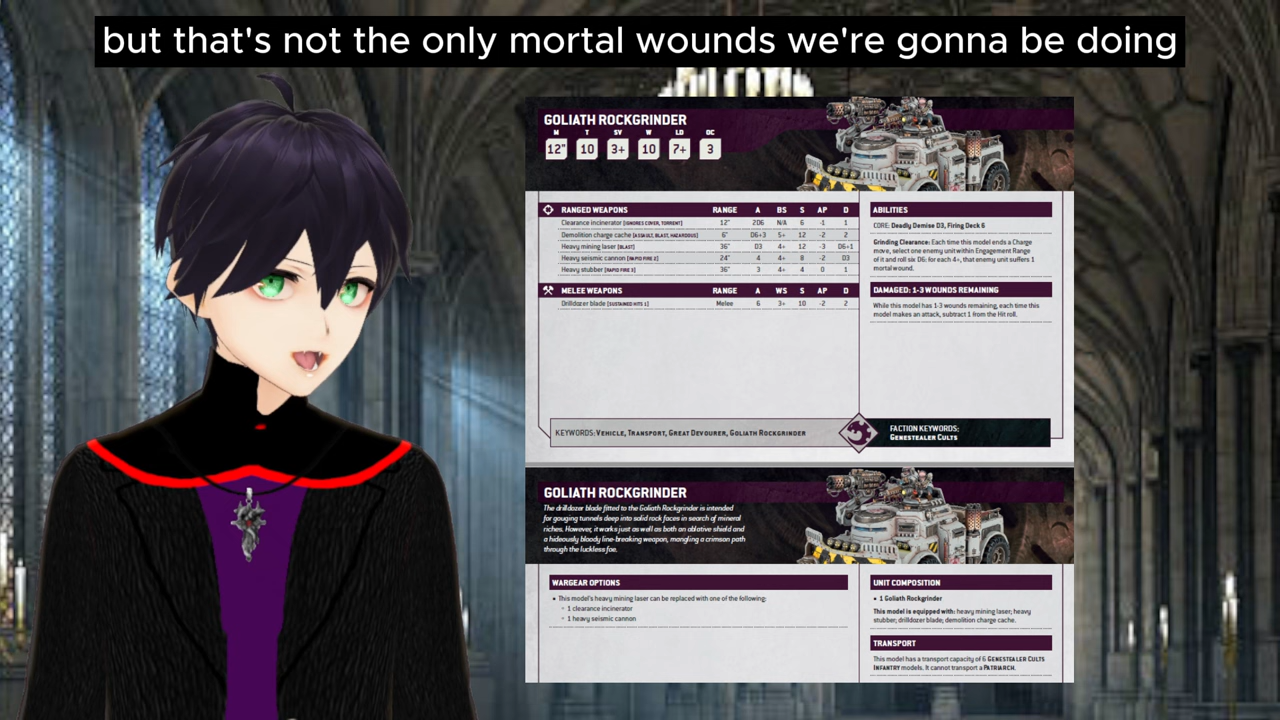 but that's not the only mortal wounds we're gonna be doing
GOLIATH ROCKGRINDER
M T SV W LD OC
12" 10 3+ 10 7+ 3
RANGED WEAPONS RANGE A BS S AP D
Clearance incinerator [IGNORES COVER, TORRENT] 12" 2D6 N/A 6 -1 1
Demolition charge cache [ASSAULT, BLAST, HAZARDOUS] 6" D6+3 5+ 12 -2 2
Heavy mining laser [BLAST] 36" D3 4+ 12 -3 D6+1
Heavy seismic cannon [RAPID FIRE 2] 24" 4 4+ 8 -2 D3
Heavy stubber [RAPID FIRE 3] 36" 3 4+ 4 0 1
MELEE WEAPONS RANGE A WS S AP D
Drilldozer blade [SUSTAINED HITS 1] Melee 6 3+ 10 -2 2
ABILITIES
CORE: Deadly Demise D3, Firing Deck 6
Grinding Clearance: Each time this model ends a Charge
move, select one enemy unit within Engagement Range
of it and roll six D6: for each 4+, that enemy unit suffers 1
mortal wound.
DAMAGED: 1-3 WOUNDS REMAINING
While this model has 1-3 wounds remaining, each time this
model makes an attack, subtract 1 from the Hit roll.
KEYWORDS: VEHICLE, TRANSPORT, GREAT DEVOURER, GOLIATH ROCKGRINDER
FACTION KEYWORDS:
GENESTEALER CULTS
GOLIATH ROCKGRINDER
The drilldozer blade fitted to the Goliath Rockgrinder is intended
for gouging tunnels deep into solid rock faces in search of mineral
riches. However, it works just as well as both an ablative shield and
a hideously bloody line-breaking weapon, mangling a crimson path
through the luckless foe.
WARGEAR OPTIONS
▪ This model's heavy mining laser can be replaced with one of the following:
◦ 1 clearance incinerator
◦ 1 heavy seismic cannon
UNIT COMPOSITION
▪ 1 Goliath Rockgrinder
This model is equipped with: heavy mining laser; heavy
stubber; drilldozer blade; demolition charge cache.
TRANSPORT
This model has a transport capacity of 6 GENESTEALER CULTS
INFANTRY models. It cannot transport a PATRIARCH.